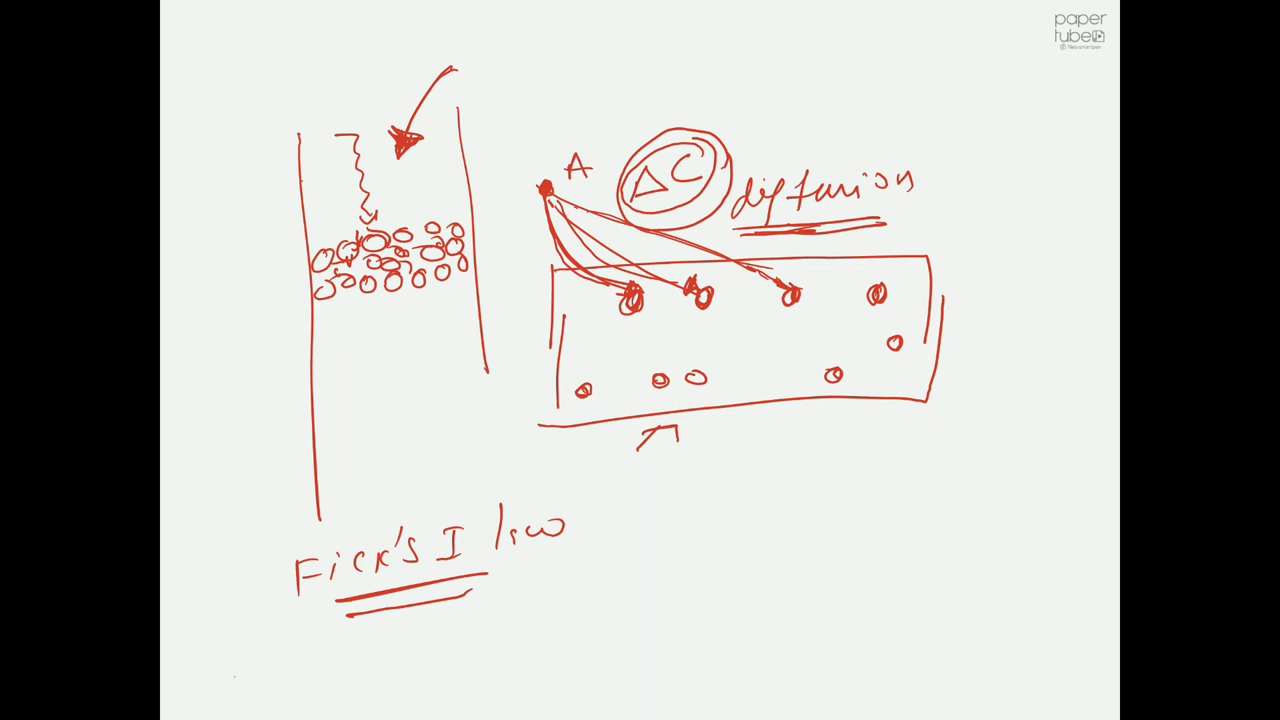 paper
tube
A
ΔC
diffusion
Fick's I law